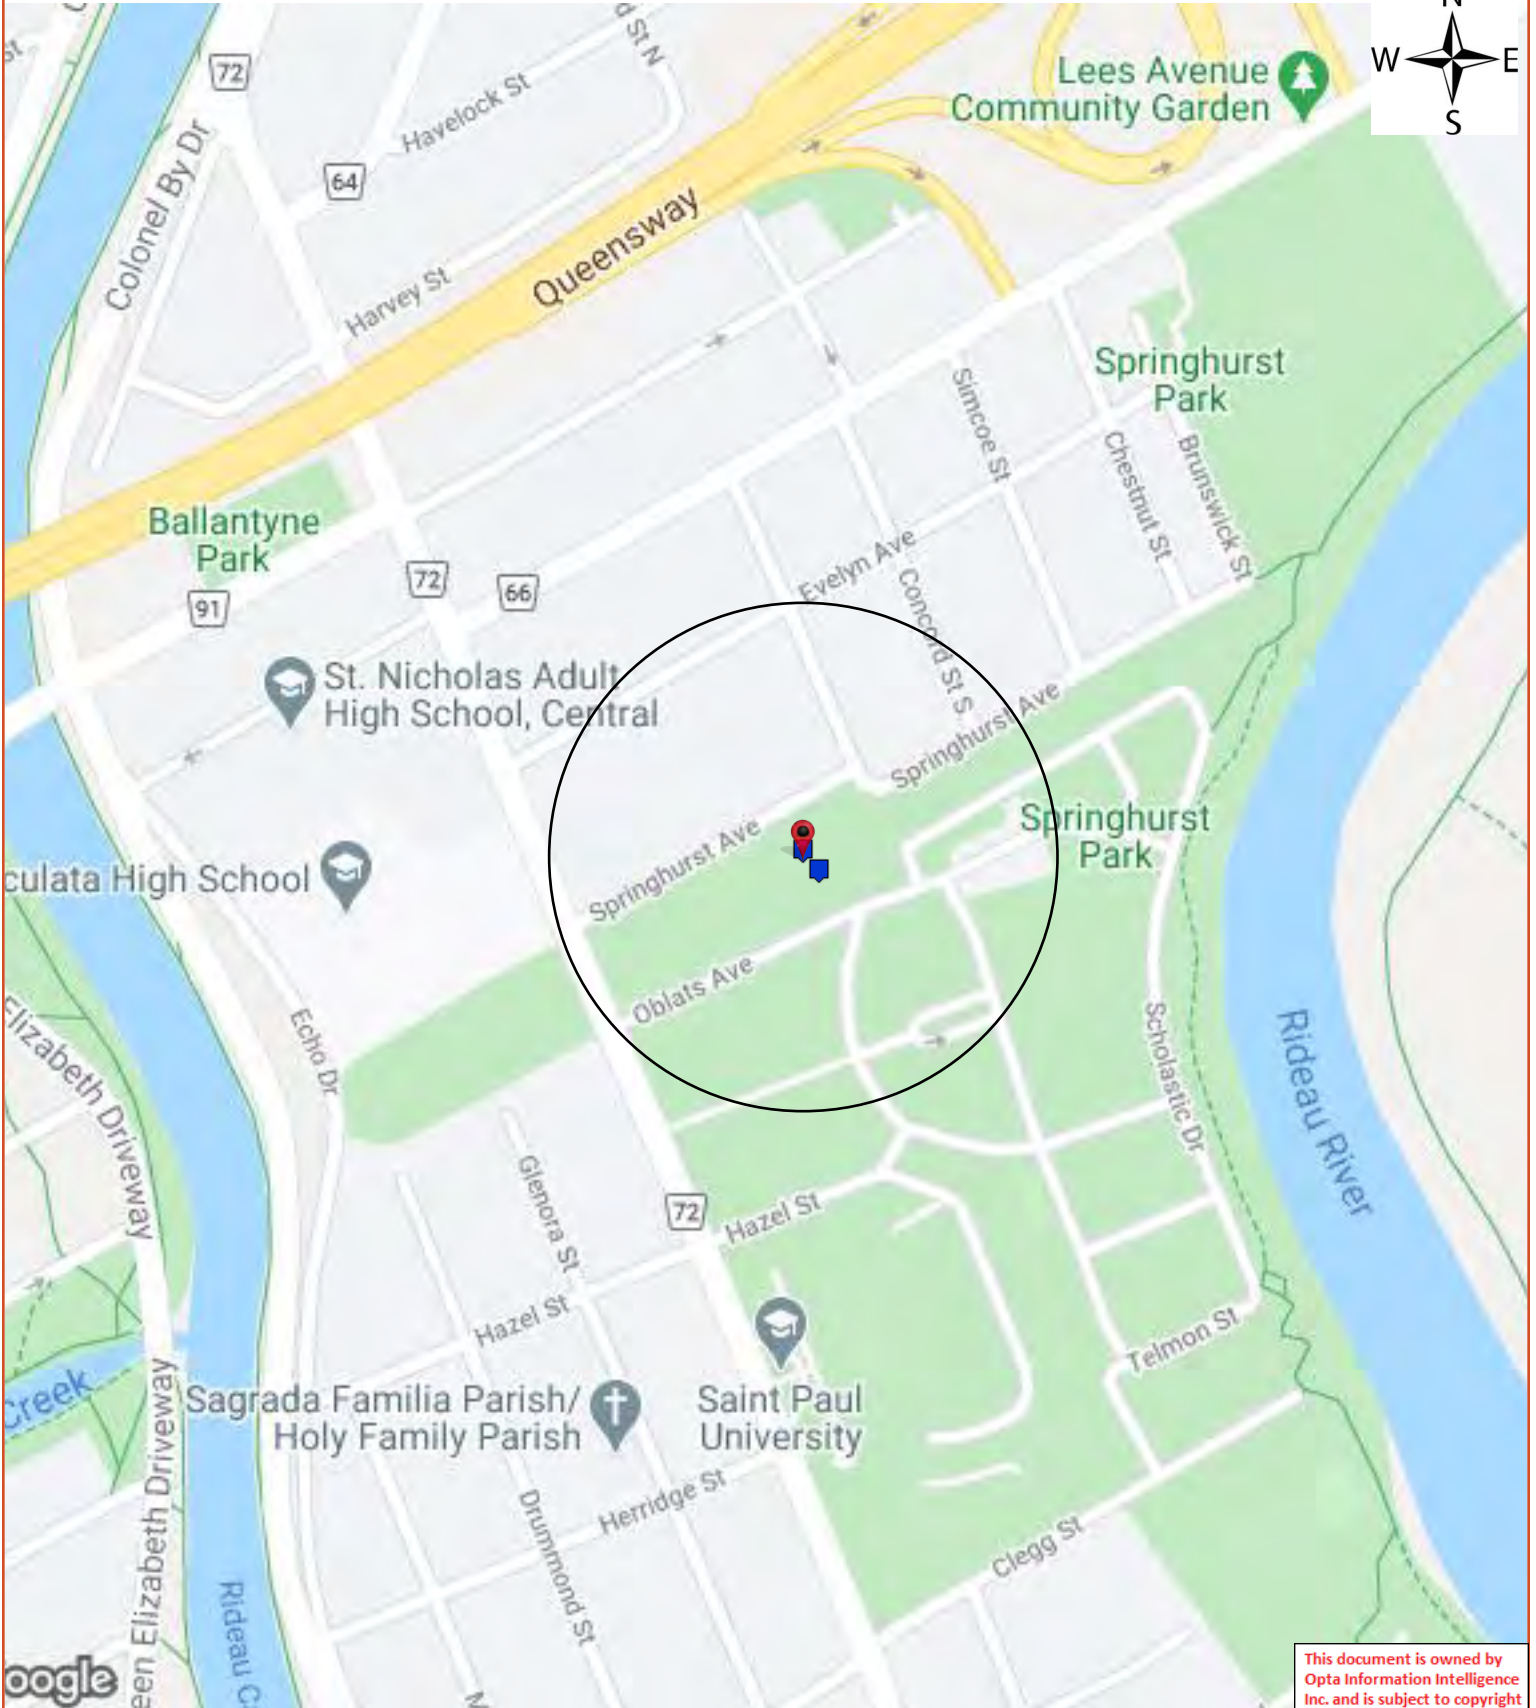 N
W
E
S
72
d St N
Lees Avenue
Community Garden
Havelock St
64
Colonel By Dr
Queensway
Harvey St
Springhurst
Park
Simcoe St
Chestnut St
Brunswick St
Ballantyne
Park
91
72
66
Evelyn Ave
Concord St S
St. Nicholas Adult
High School, Central
Springhurst Ave
Springhurst Ave
Springhurst
Park
culata High School
Oblats Ave
Elizabeth Driveway
Echo Dr
Scholastic Dr
Rideau River
Glenora St
72
Hazel St
Hazel St
Telmon St
Creek
Sagrada Familia Parish/
Holy Family Parish
Saint Paul
University
Herridge St
Drummond St
Clegg St
een Elizabeth Driveway
Rideau C
oogle
M
This document is owned by
Opta Information Intelligence
Inc. and is subject to copyright